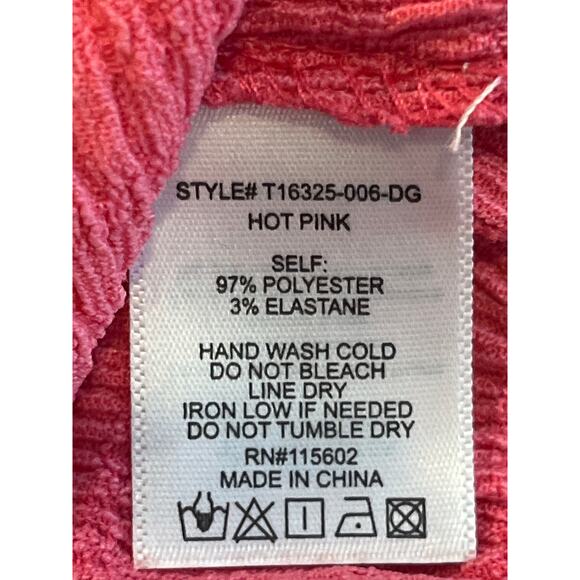 STYLE# T16325-006-DG
HOT PINK
SELF:
97% POLYESTER
3% ELASTANE
HAND WASH COLD
DO NOT BLEACH
LINE DRY
IRON LOW IF NEEDED
DO NOT TUMBLE DRY
RN#115602
MADE IN CHINA